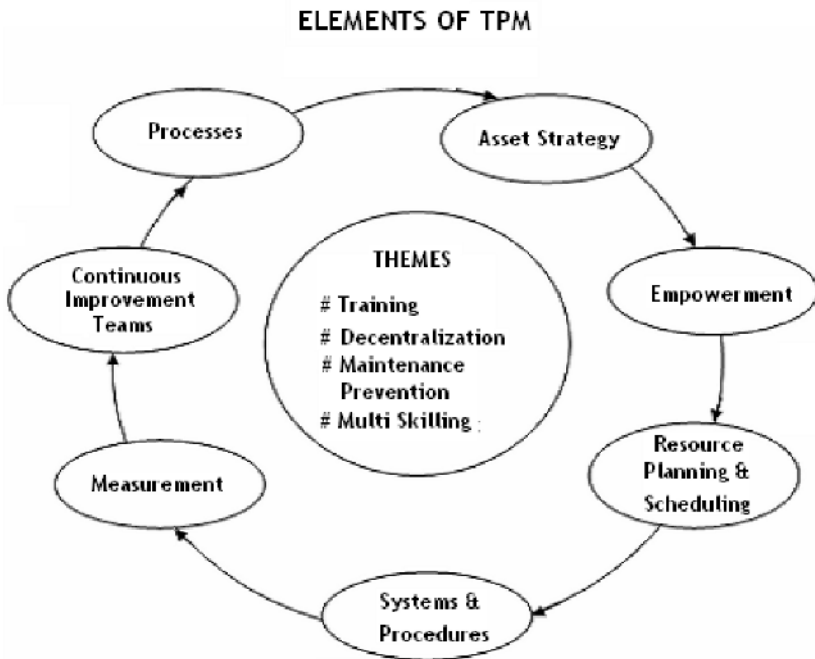 ELEMENTS OF TPM
Processes
Asset Strategy
Empowerment
Resource
Planning &
Scheduling
Systems &
Procedures
Measurement
Continuous
Improvement
Teams
THEMES
# Training
# Decentralization
# Maintenance
Prevention
# Multi Skilling